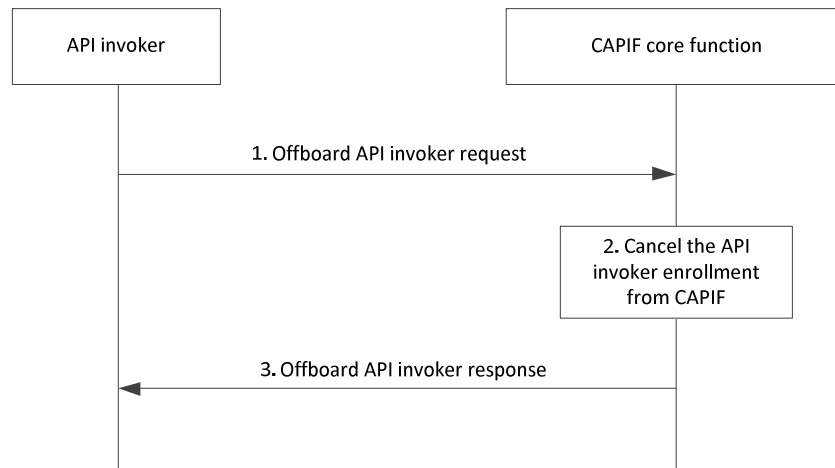 API invoker
CAPIF core function
1. Offboard API invoker request
2. Cancel the API
invoker enrollment
from CAPIF
3. Offboard API invoker response